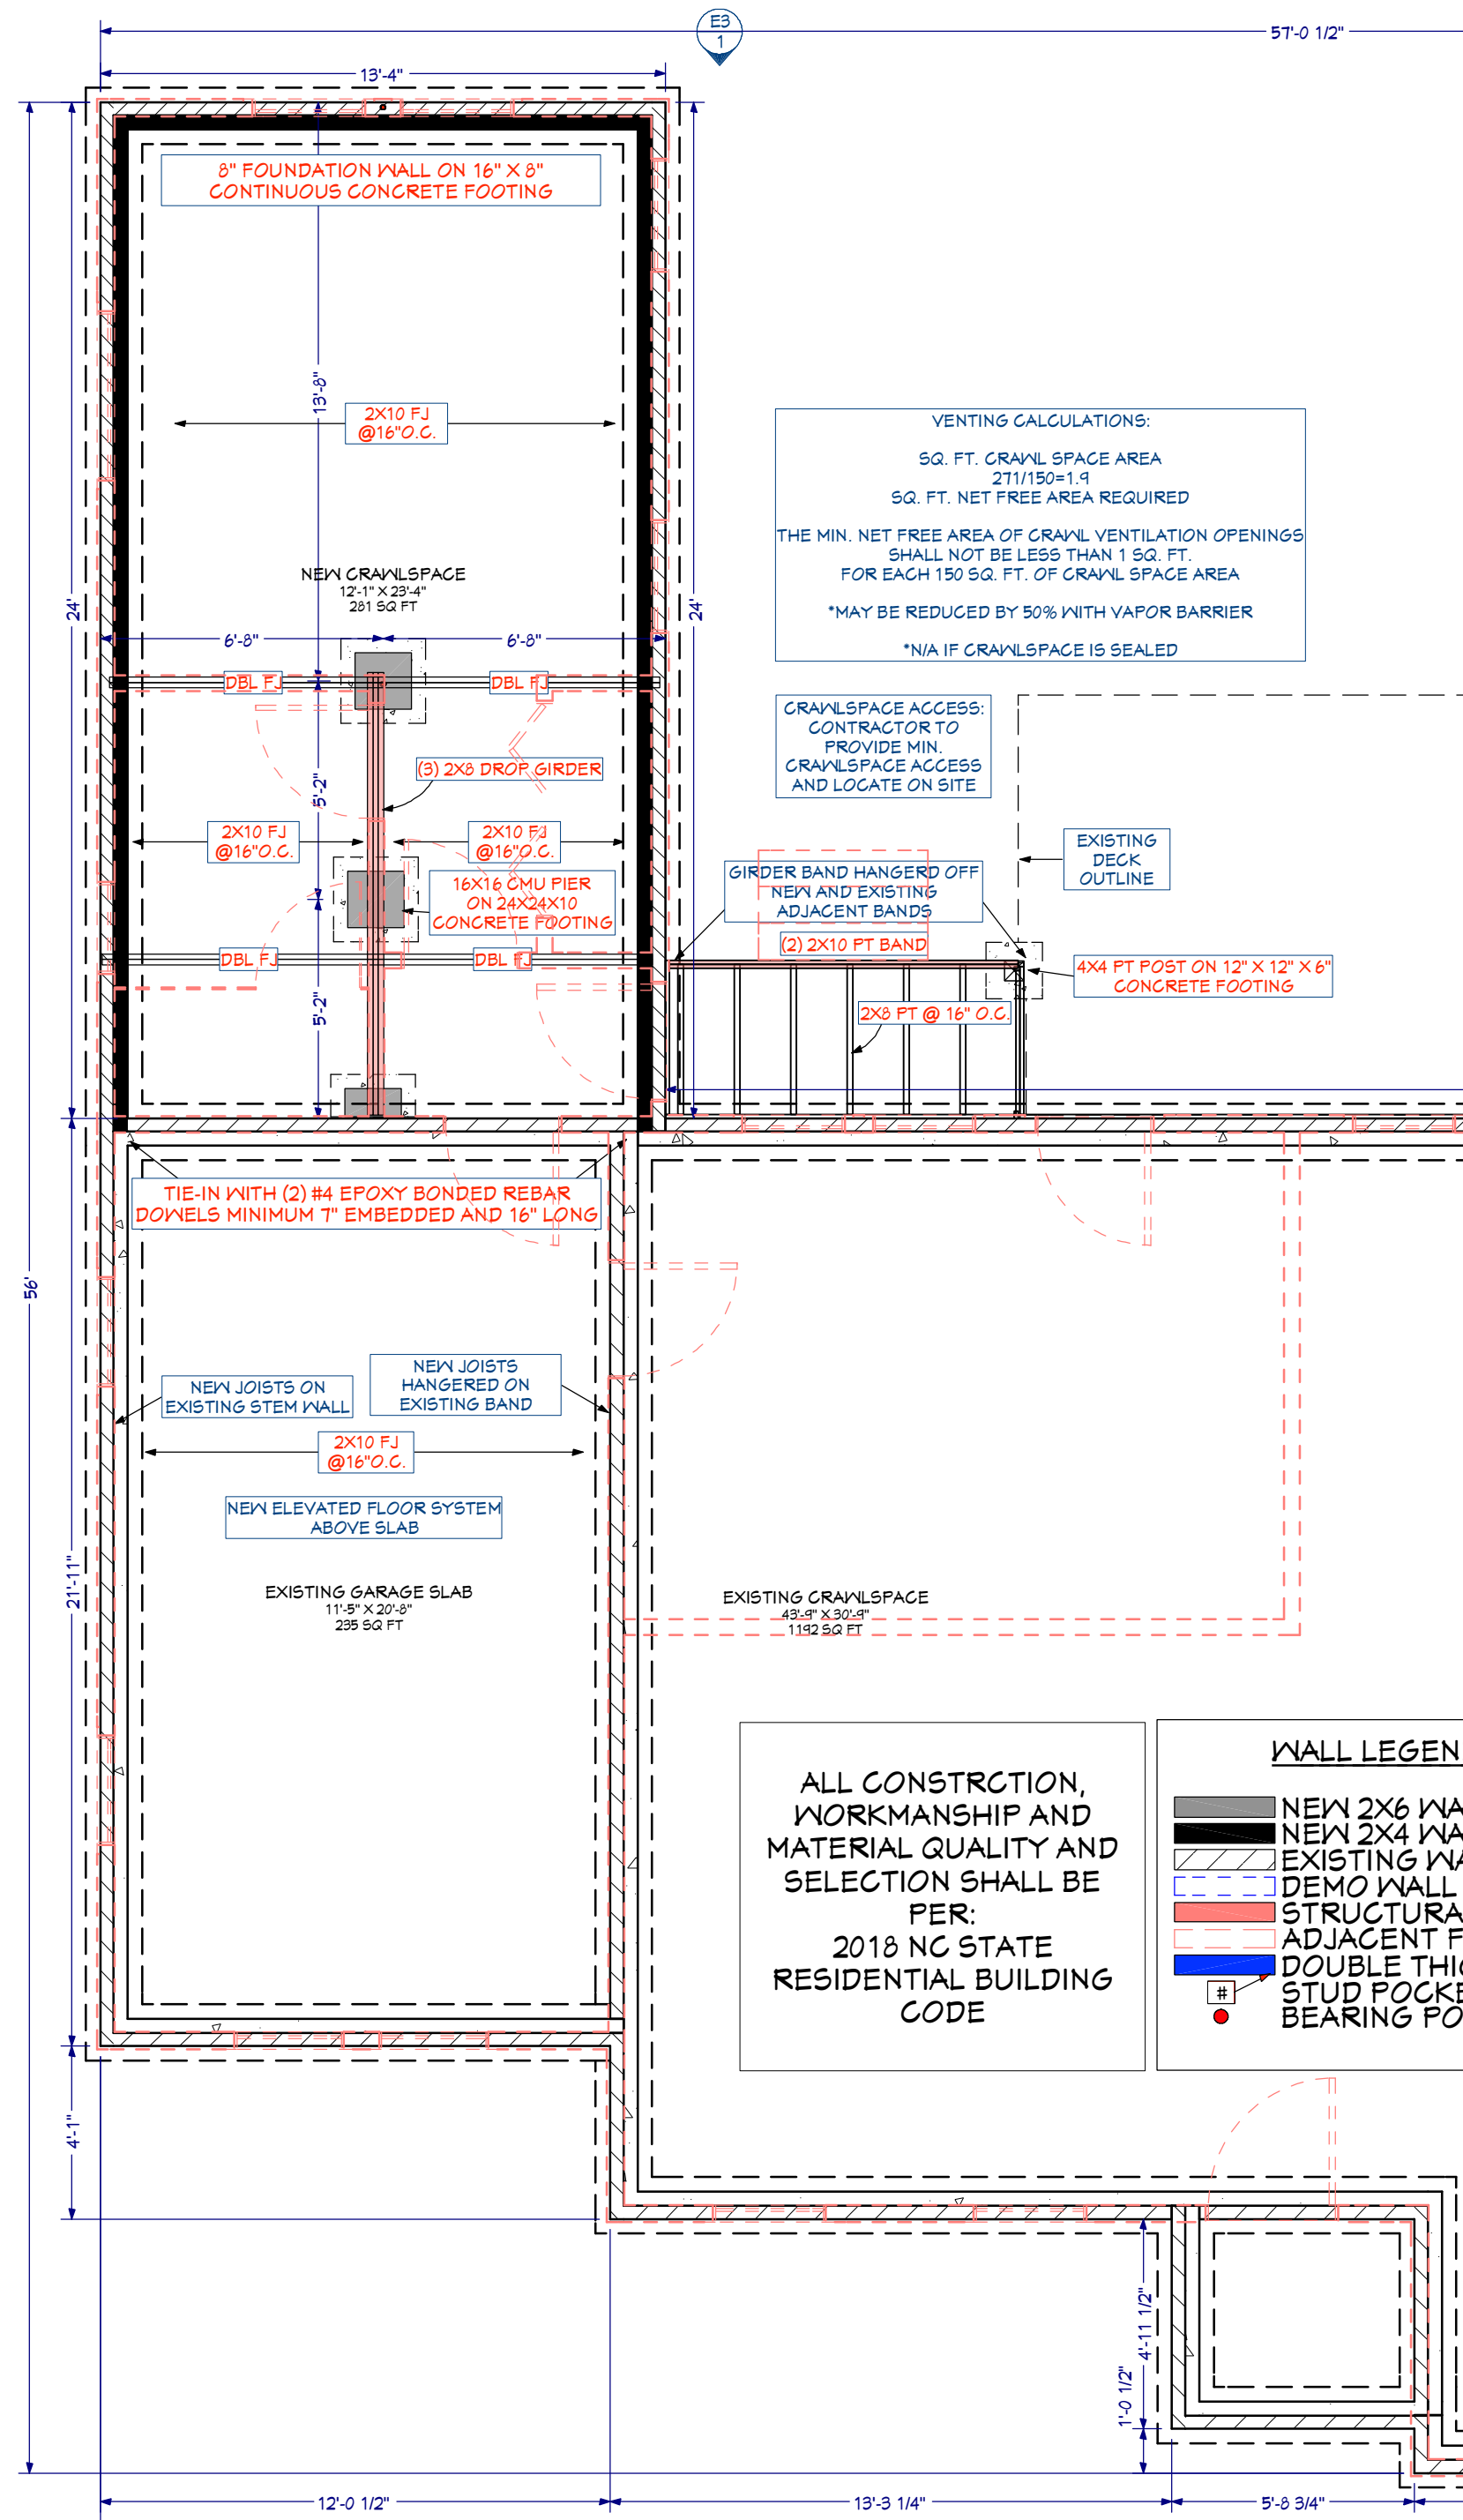 E3
1
57'-0 1/2"
13'-4"
8" FOUNDATION WALL ON 16" X 8"
CONTINUOUS CONCRETE FOOTING
13'-8"
2X10 FJ
@16"O.C.
VENTING CALCULATIONS:
SQ. FT. CRAWL SPACE AREA
271/150=1.9
SQ. FT. NET FREE AREA REQUIRED
THE MIN. NET FREE AREA OF CRAWL VENTILATION OPENINGS
SHALL NOT BE LESS THAN 1 SQ. FT.
FOR EACH 150 SQ. FT. OF CRAWL SPACE AREA
*MAY BE REDUCED BY 50% WITH VAPOR BARRIER
*N/A IF CRAWLSPACE IS SEALED
NEW CRAWLSPACE
12'-1" X 23'-4"
281 SQ FT
24'
24'
6'-8"
6'-8"
DBL FJ
DBL FJ
CRAWLSPACE ACCESS:
CONTRACTOR TO
PROVIDE MIN.
CRAWLSPACE ACCESS
AND LOCATE ON SITE
(3) 2X8 DROP GIRDER
5'-2"
2X10 FJ
@16"O.C.
2X10 FJ
@16"O.C.
EXISTING
DECK
OUTLINE
16X16 CMU PIER
ON 24X24X10
CONCRETE FOOTING
GIRDER BAND HANGERD OFF
NEW AND EXISTING
ADJACENT BANDS
(2) 2X10 PT BAND
DBL FJ
DBL FJ
4X4 PT POST ON 12" X 12" X 6"
CONCRETE FOOTING
5'-2"
2X8 PT @ 16" O.C.
TIE-IN WITH (2) #4 EPOXY BONDED REBAR
DOWELS MINIMUM 7" EMBEDDED AND 16" LONG
56'
NEW JOISTS ON
EXISTING STEM WALL
NEW JOISTS
HANGERED ON
EXISTING BAND
2X10 FJ
@16"O.C.
NEW ELEVATED FLOOR SYSTEM
ABOVE SLAB
21'-11"
EXISTING GARAGE SLAB
11'-5" X 20'-8"
235 SQ FT
EXISTING CRAWLSPACE
43'-9" X 30'-9"
1192 SQ FT
ALL CONSTRCTION,
WORKMANSHIP AND
MATERIAL QUALITY AND
SELECTION SHALL BE
PER:
2018 NC STATE
RESIDENTIAL BUILDING
CODE
WALL LEGEN
NEW 2X6 WA
NEW 2X4 WA
EXISTING WA
DEMO WALL
STRUCTURA
ADJACENT F
DOUBLE THIC
# STUD POCKE
BEARING PO
4'-1"
4'-11 1/2"
1'-0 1/2"
12'-0 1/2"
13'-3 1/4"
5'-8 3/4"